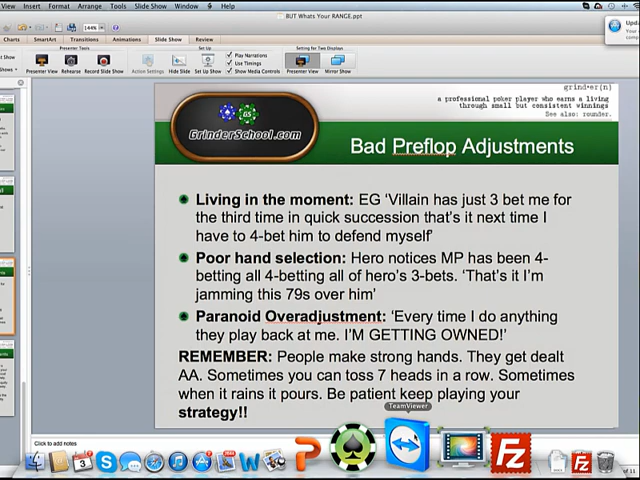 View Insert Format Arrange Tools Slide Show Window Help
BUT Whats Your RANGE.ppt
144%
Charts SmartArt Transitions Animations Slide Show Review
Presenter Tools Set Up Setting for Two Displays
Play Narrations
Use Timings
Show Media Controls
Presenter View Rehearse Record Slide Show Action Settings Hide Slide Set Up Show Presenter View Mirror Show
grind•er(n)
a professional poker player who earns a living
through small but consistent winnings
See also: rounder.
GS
GrinderSchool.com
Bad Preflop Adjustments
Living in the moment: EG ‘Villain has just 3 bet me for
the third time in quick succession that’s it next time I
have to 4-bet him to defend myself’
Poor hand selection: Hero notices MP has been 4-
betting all 4-betting all of hero’s 3-bets. ‘That’s it I’m
jamming this 79s over him’
Paranoid Overadjustment: ‘Every time I do anything
they play back at me. I’M GETTING OWNED!’
REMEMBER: People make strong hands. They get dealt
AA. Sometimes you can toss 7 heads in a row. Sometimes
when it rains it pours. Be patient keep playing your
strategy!!
TeamViewer
Click to add notes
3
of 11